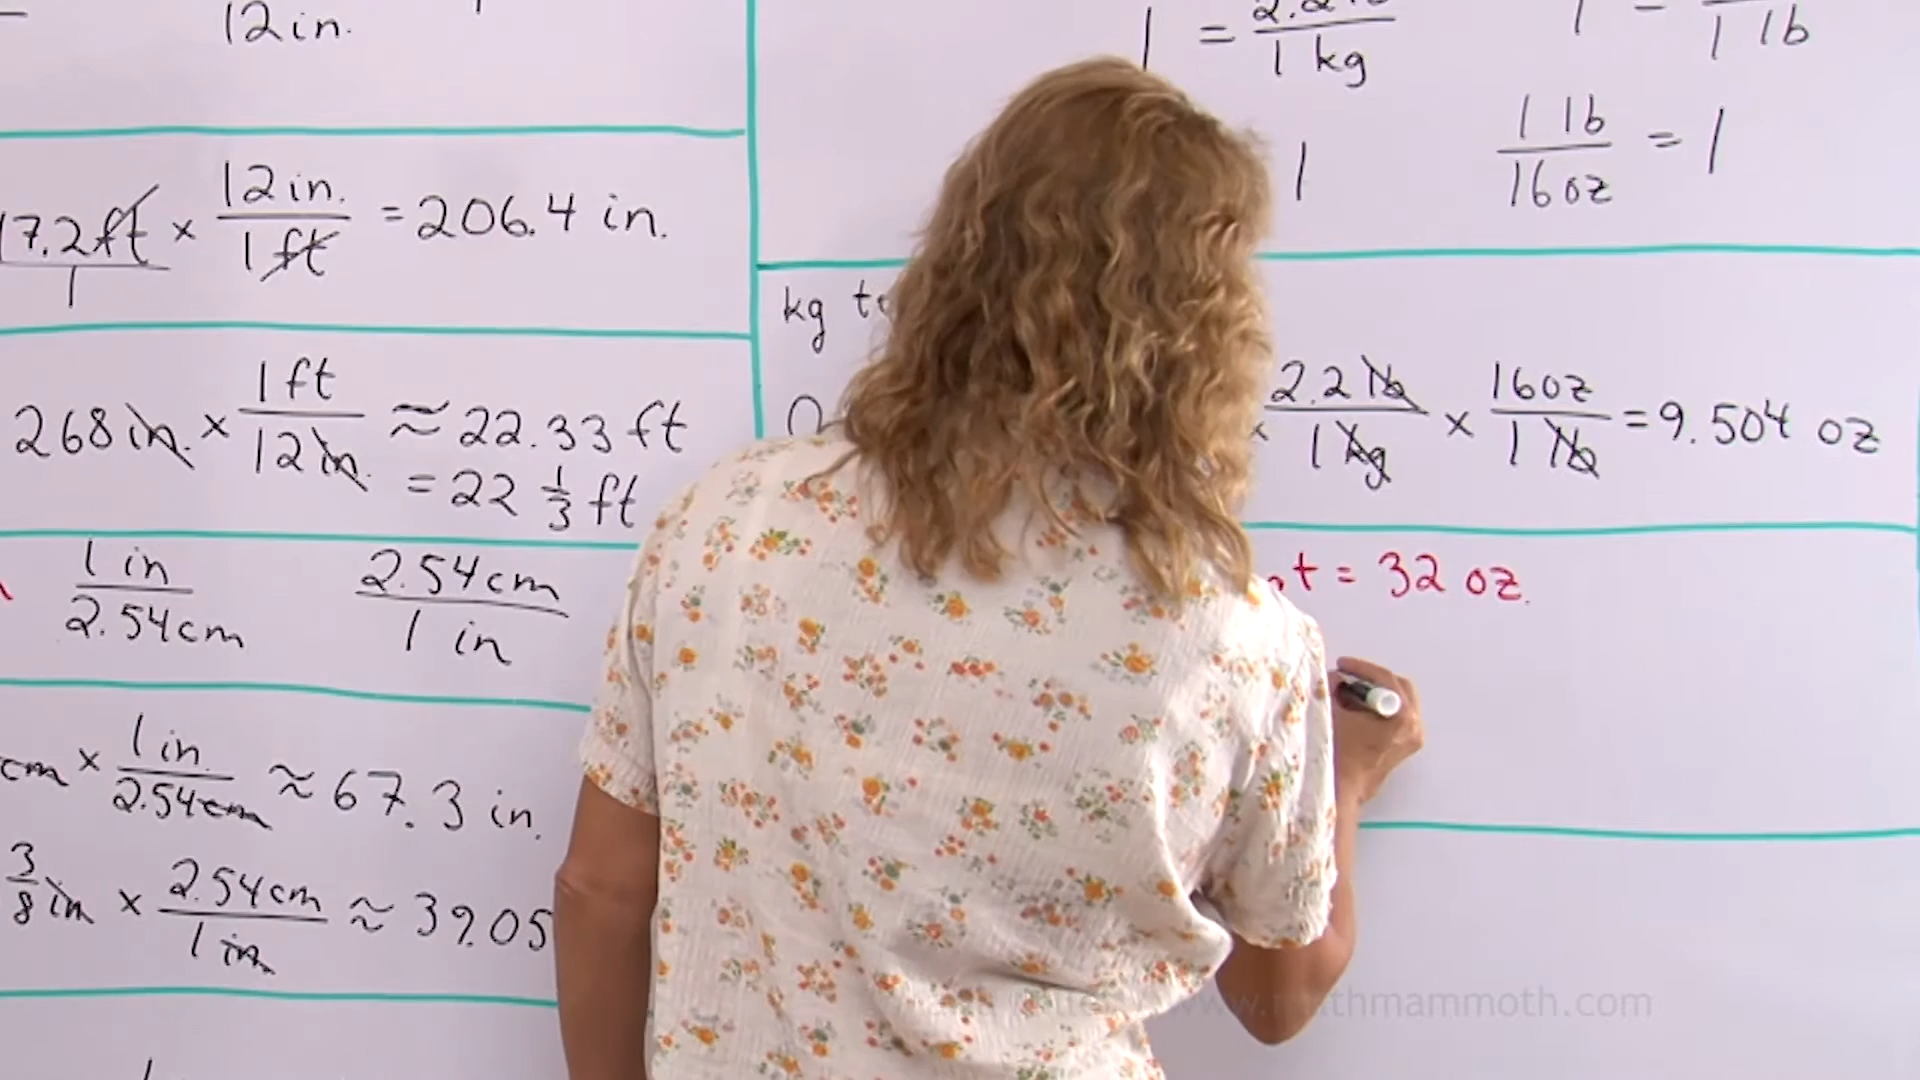 12 in.
17.2 ft / 1 × 12 in. / 1 ft = 206.4 in.
268 in. × 1 ft / 12 in. ≈ 22.33 ft
= 22 1/3 ft
1 in / 2.54 cm 2.54 cm / 1 in
cm × 1 in. / 2.54 cm ≈ 67.3 in.
3/8 in × 2.54 cm / 1 in ≈ 39.05
1 = 2.2 lb / 1 kg 1 = / 1 lb
1 1 lb / 16 oz = 1
kg to
× 2.2 lb / 1 kg × 16 oz / 1 lb = 9.504 oz
t = 32 oz.
www.mathmammoth.com